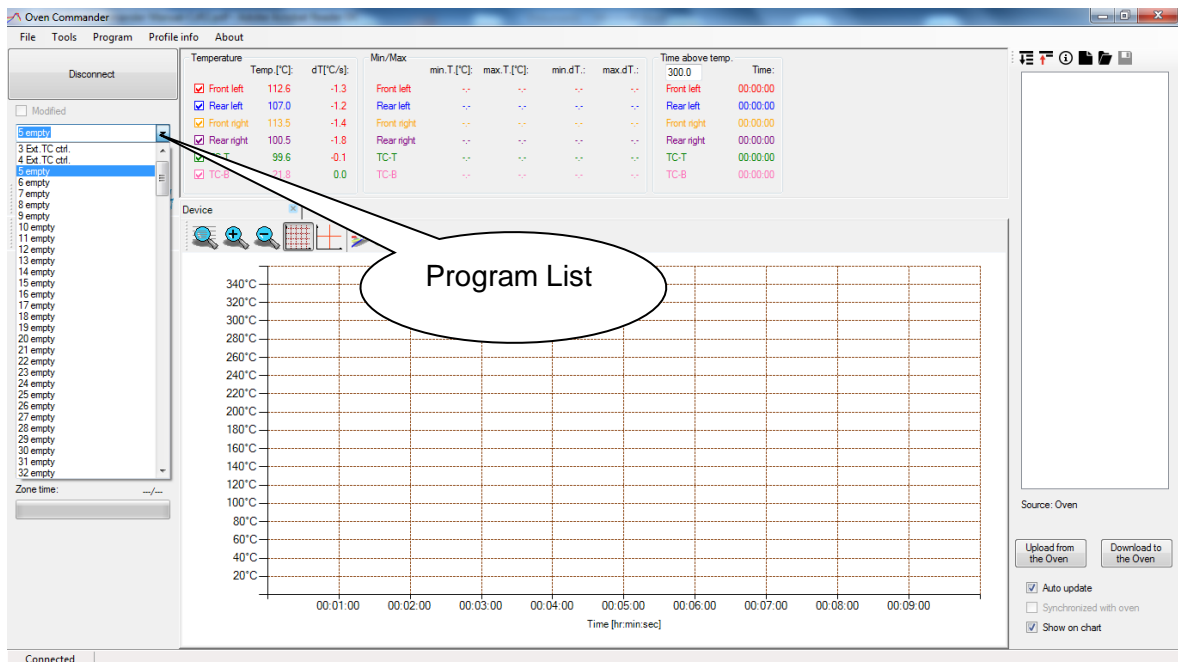 Oven Commander
File Tools Program Profile info About
Disconnect
Modified
5 empty
3 Ext.TC ctrl.
4 Ext.TC ctrl.
5 empty
6 empty
7 empty
8 empty
9 empty
10 empty
11 empty
12 empty
13 empty
14 empty
15 empty
16 empty
17 empty
18 empty
19 empty
20 empty
21 empty
22 empty
23 empty
24 empty
25 empty
26 empty
27 empty
28 empty
29 empty
30 empty
31 empty
32 empty
Zone time: ---/---
Temperature
Temp.[°C]: dT[°C/s]:
Front left 112.6 -1.3
Rear left 107.0 -1.2
Front right 113.5 -1.4
Rear right 100.5 -1.8
TC-T 99.6 -0.1
TC-B 21.8 0.0
Min/Max
min.T.[°C]: max.T.[°C]: min.dT.: max.dT.:
Front left -.- -.- -.- -.-
Rear left -.- -.- -.- -.-
Front right -.- -.- -.- -.-
Rear right -.- -.- -.- -.-
TC-T -.- -.- -.- -.-
TC-B -.- -.- -.- -.-
Time above temp.
300.0 Time:
Front left 00:00:00
Rear left 00:00:00
Front right 00:00:00
Rear right 00:00:00
TC-T 00:00:00
TC-B 00:00:00
Device
Program List
340°C
320°C
300°C
280°C
260°C
240°C
220°C
200°C
180°C
160°C
140°C
120°C
100°C
80°C
60°C
40°C
20°C
00:01:00 00:02:00 00:03:00 00:04:00 00:05:00 00:06:00 00:07:00 00:08:00 00:09:00
Time [hr:min:sec]
Source: Oven
Upload from
the Oven
Download to
the Oven
Auto update
Synchronized with oven
Show on chart
Connected